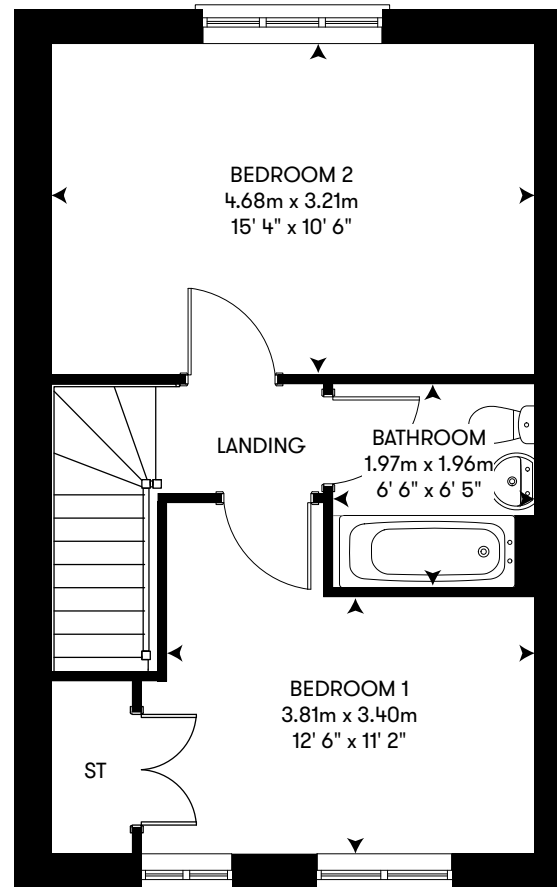 BEDROOM 2
4.68m x 3.21m
15' 4" x 10' 6"
LANDING
BATHROOM
1.97m x 1.96m
6' 6" x 6' 5"
BEDROOM 1
3.81m x 3.40m
12' 6" x 11' 2"
ST